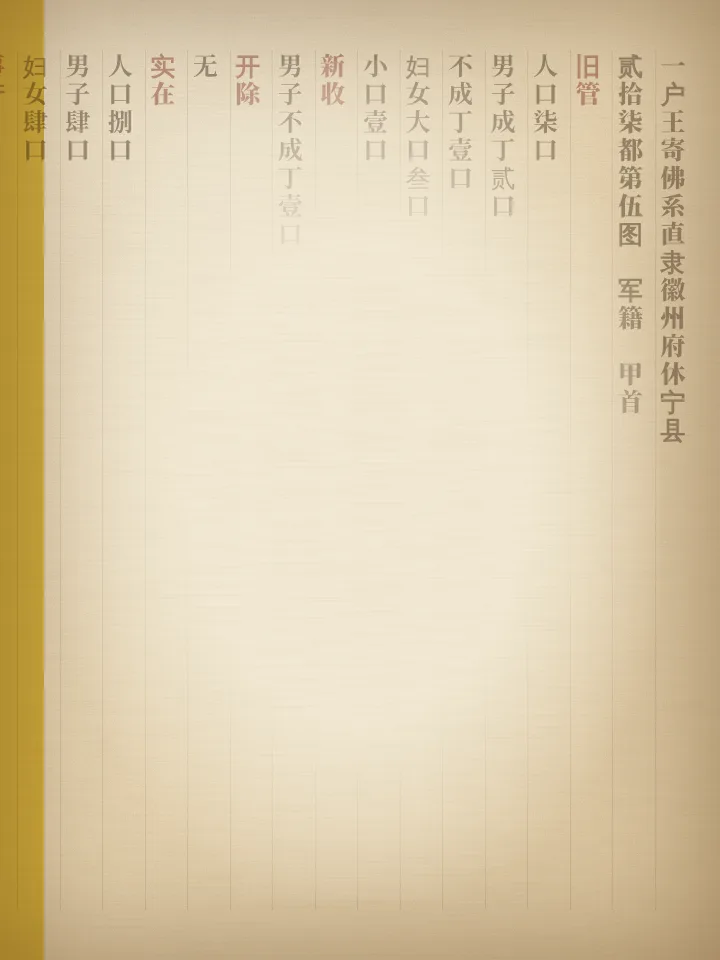 一户王寄佛系直隶徽州府休宁县
贰拾柒都第伍图　军籍　甲首
旧管
人口柒口
男子成丁贰口
不成丁壹口
妇女大口叁口
小口壹口
新收
男子不成丁壹口
开除
无
实在
人口捌口
男子肆口
妇女肆口